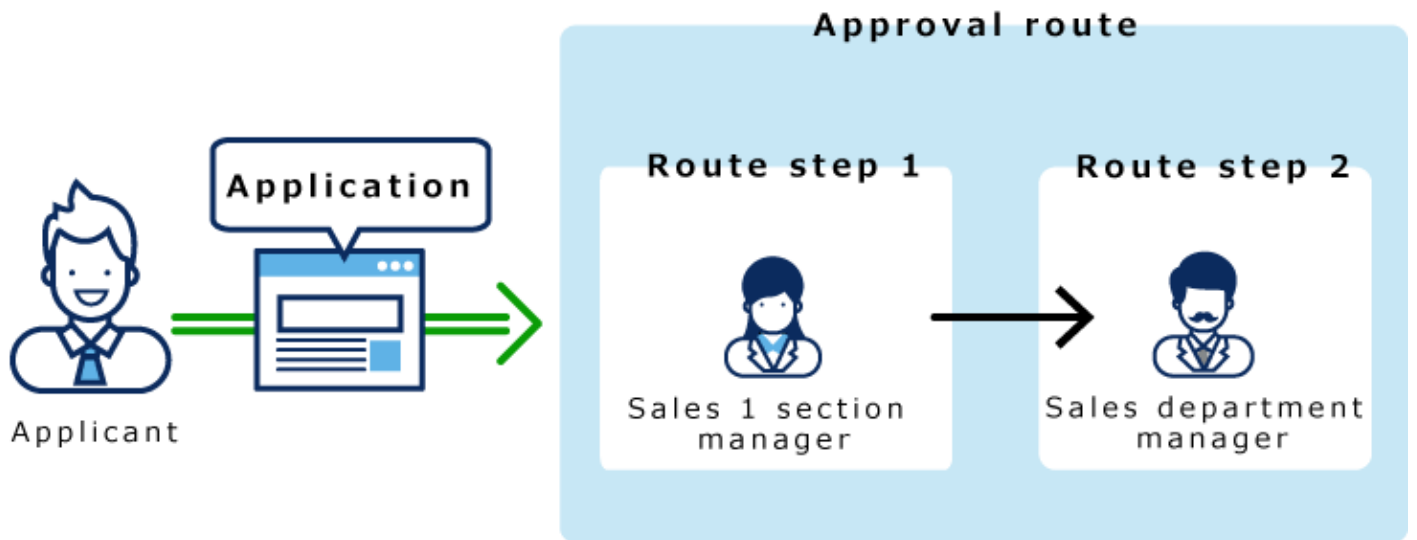 Approval route
Application
Applicant
Route step 1
Sales 1 section
manager
Route step 2
Sales department
manager